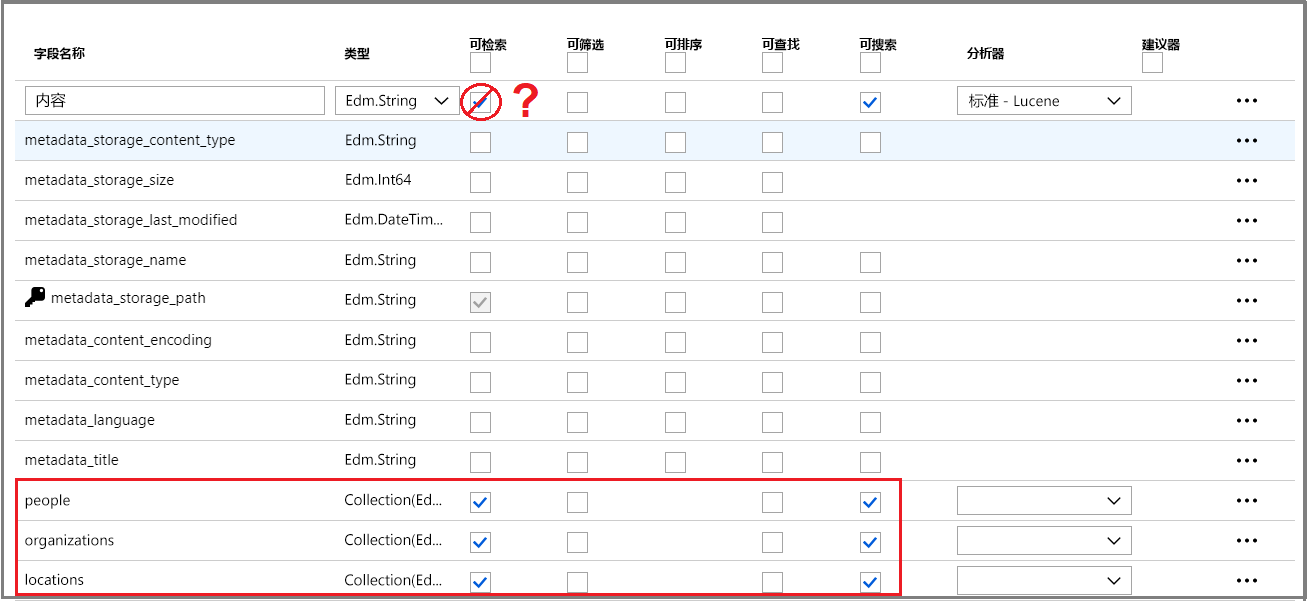 字段名称 类型 可检索 可筛选 可排序 可查找 可搜索 分析器 建议器
内容 Edm.String ? 标准 - Lucene •••
metadata_storage_content_type Edm.String •••
metadata_storage_size Edm.Int64 •••
metadata_storage_last_modified Edm.DateTim... •••
metadata_storage_name Edm.String •••
metadata_storage_path Edm.String •••
metadata_content_encoding Edm.String •••
metadata_content_type Edm.String •••
metadata_language Edm.String •••
metadata_title Edm.String •••
people Collection(Ed... •••
organizations Collection(Ed... •••
locations Collection(Ed... •••